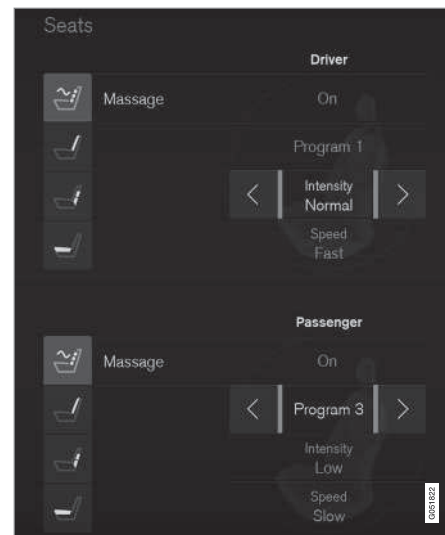 Seats
Driver
Massage On
Program 1
Intensity
Normal
Speed
Fast
Passenger
Massage On
Program 3
Intensity
Low
Speed
Slow
G051822